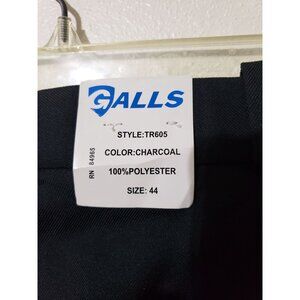 GALLS
STYLE:TR605
COLOR:CHARCOAL
100%POLYESTER
SIZE: 44
RN 84965